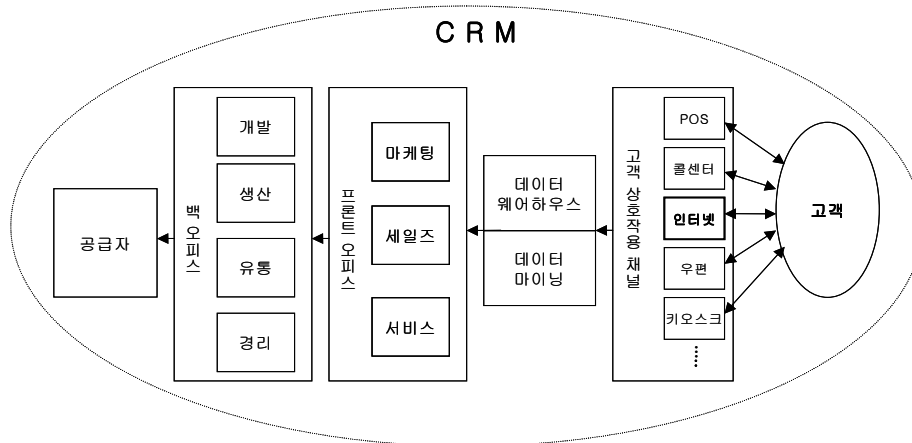 CRM
공급자
백 오피스
개발
생산
유통
경리
프론트 오피스
마케팅
세일즈
서비스
데이터
웨어하우스
데이터
마이닝
고객 상호작용 채널
POS
콜센터
인터넷
우편
키오스크
......
고객